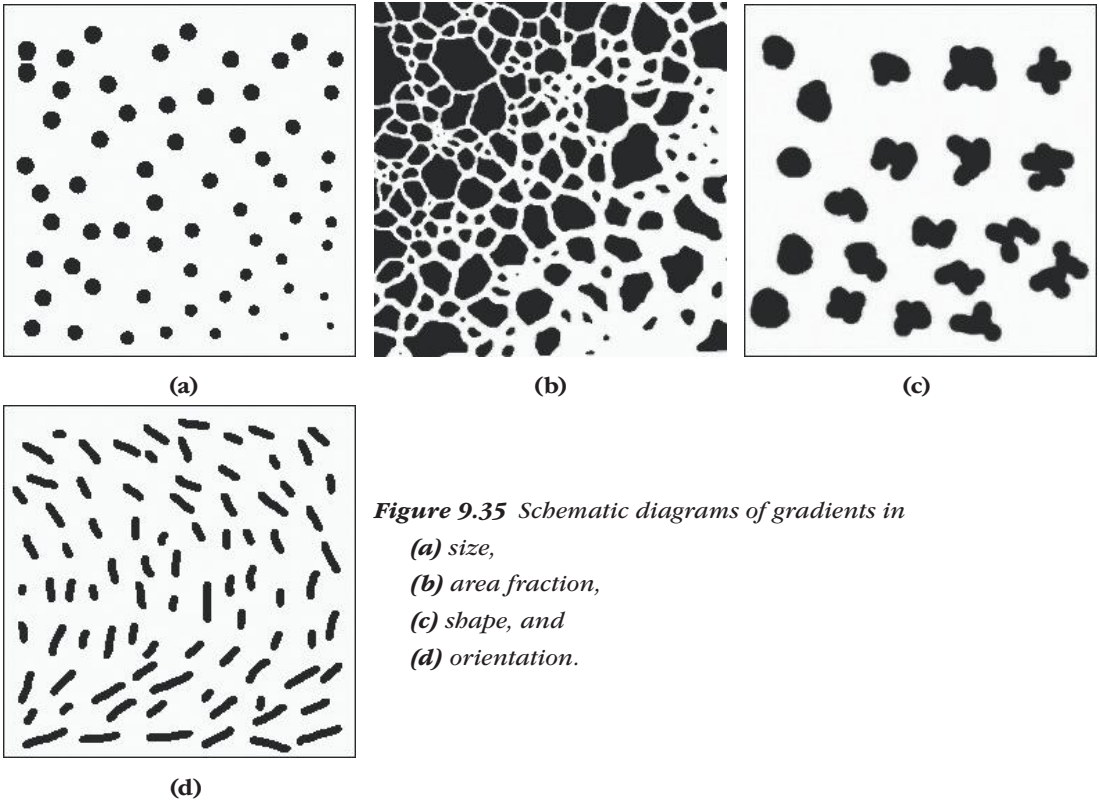 (a)
(b)
(c)
Figure 9.35 Schematic diagrams of gradients in
(a) size,
(b) area fraction,
(c) shape, and
(d) orientation.
(d)